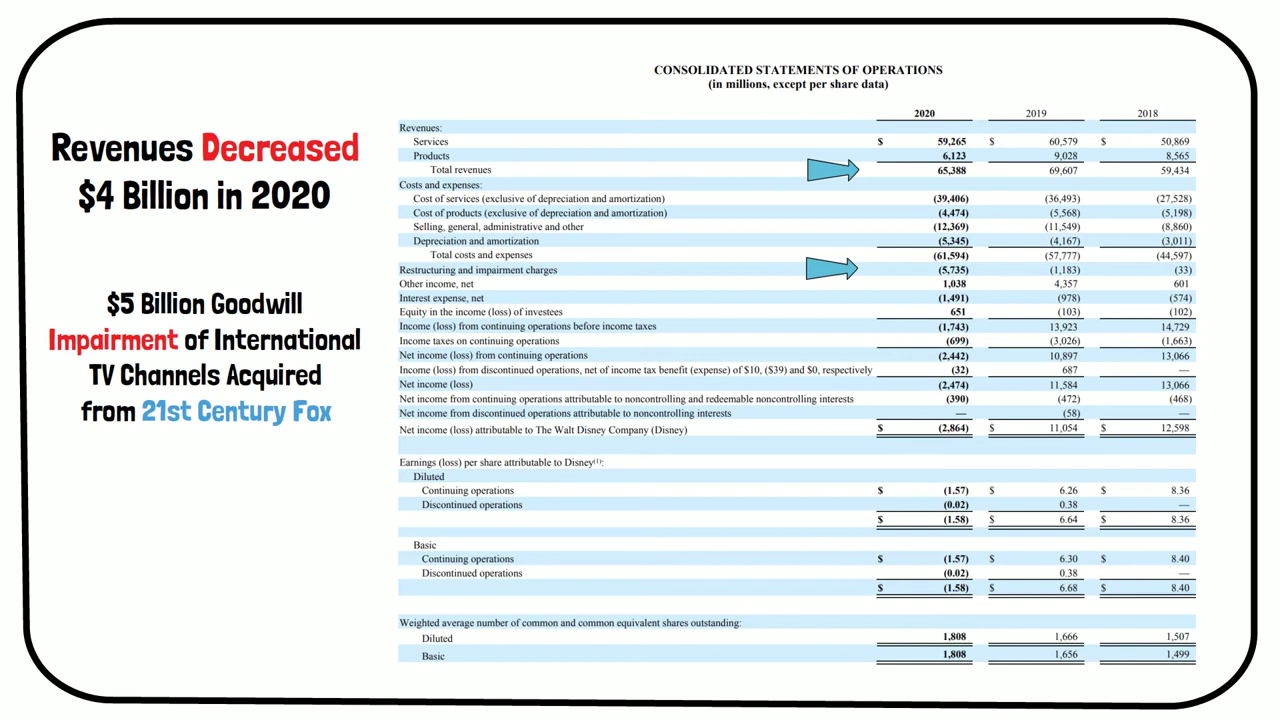 Revenues Decreased
$4 Billion in 2020
$5 Billion Goodwill
Impairment of International
TV Channels Acquired
from 21st Century Fox
CONSOLIDATED STATEMENTS OF OPERATIONS
(in millions, except per share data)
2020 2019 2018
Revenues:
Services $ 59,265 $ 60,579 $ 50,869
Products 6,123 9,028 8,565
Total revenues 65,388 69,607 59,434
Costs and expenses:
Cost of services (exclusive of depreciation and amortization) (39,406) (36,493) (27,528)
Cost of products (exclusive of depreciation and amortization) (4,474) (5,568) (5,198)
Selling, general, administrative and other (12,369) (11,549) (8,860)
Depreciation and amortization (5,345) (4,167) (3,011)
Total costs and expenses (61,594) (57,777) (44,597)
Restructuring and impairment charges (5,735) (1,183) (33)
Other income, net 1,038 4,357 601
Interest expense, net (1,491) (978) (574)
Equity in the income (loss) of investees 651 (103) (102)
Income (loss) from continuing operations before income taxes (1,743) 13,923 14,729
Income taxes on continuing operations (699) (3,026) (1,663)
Net income (loss) from continuing operations (2,442) 10,897 13,066
Income (loss) from discontinued operations, net of income tax benefit (expense) of $10, ($39) and $0, respectively (32) 687 —
Net income (loss) (2,474) 11,584 13,066
Net income from continuing operations attributable to noncontrolling and redeemable noncontrolling interests (390) (472) (468)
Net income from discontinued operations attributable to noncontrolling interests — (58) —
Net income (loss) attributable to The Walt Disney Company (Disney) $ (2,864) $ 11,054 $ 12,598
Earnings (loss) per share attributable to Disney(1):
Diluted
Continuing operations $ (1.57) $ 6.26 $ 8.36
Discontinued operations (0.02) 0.38 —
$ (1.58) $ 6.64 $ 8.36
Basic
Continuing operations $ (1.57) $ 6.30 $ 8.40
Discontinued operations (0.02) 0.38 —
$ (1.58) $ 6.68 $ 8.40
Weighted average number of common and common equivalent shares outstanding:
Diluted 1,808 1,666 1,507
Basic 1,808 1,656 1,499